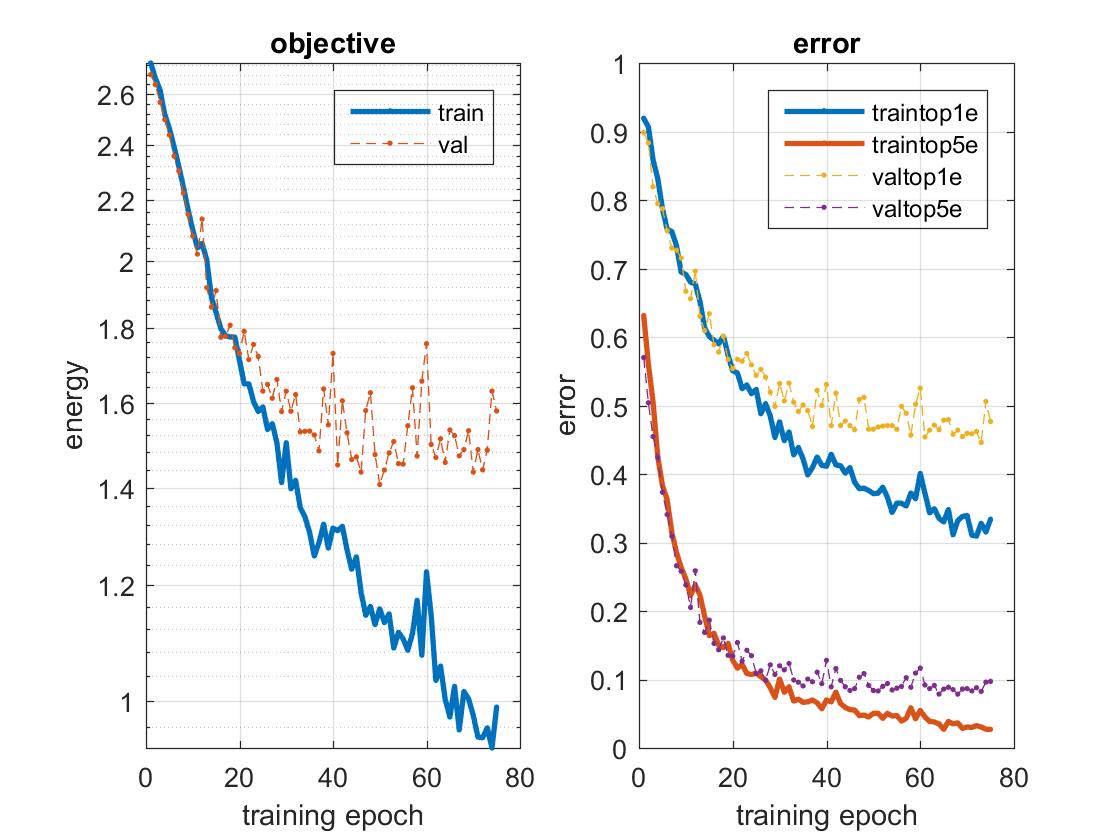 objective
2.6
2.4
2.2
2
1.8
1.6
1.4
1.2
1
energy
train
val
0
20
40
60
80
training epoch
error
1
0.9
0.8
0.7
0.6
0.5
0.4
0.3
0.2
0.1
0
error
traintop1e
traintop5e
valtop1e
valtop5e
0
20
40
60
80
training epoch